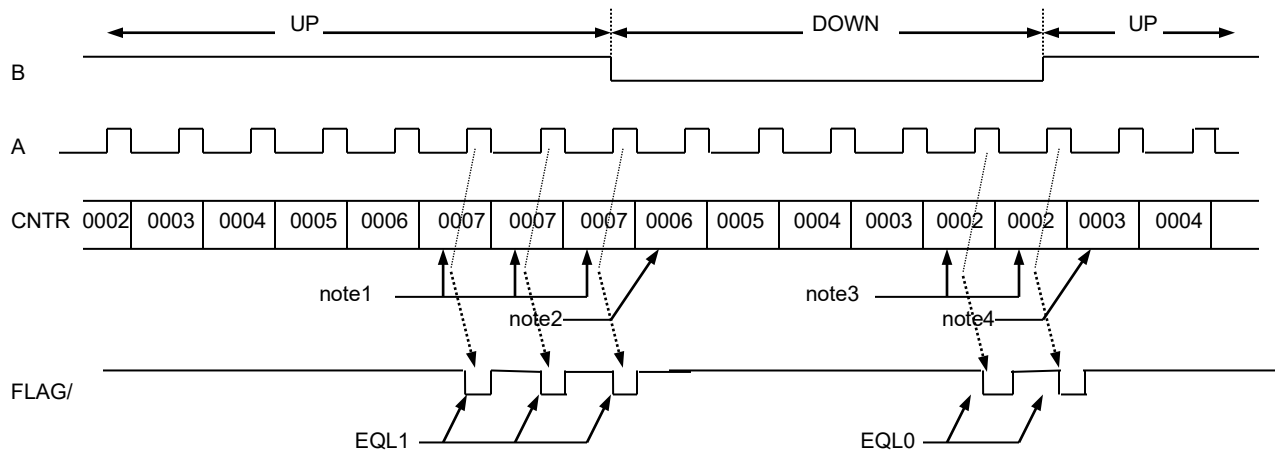 UP DOWN UP
B
A
CNTR 0002 0003 0004 0005 0006 0007 0007 0007 0006 0005 0004 0003 0002 0002 0003 0004
note1 note3
note2 note4
FLAG/
EQL1 EQL0